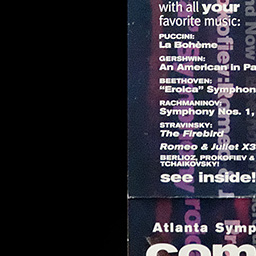 with all your
favorite music:
PUCCINI:
La Bohème
GERSHWIN:
An American in Pa
BEETHOVEN:
"Eroica" Symphon
RACHMANINOV:
Symphony Nos. 1,
STRAVINSKY:
The Firebird
Romeo & Juliet X3
BERLIOZ, PROKOFIEV &
TCHAIKOVSKY!
see inside!
Atlanta Symp
com